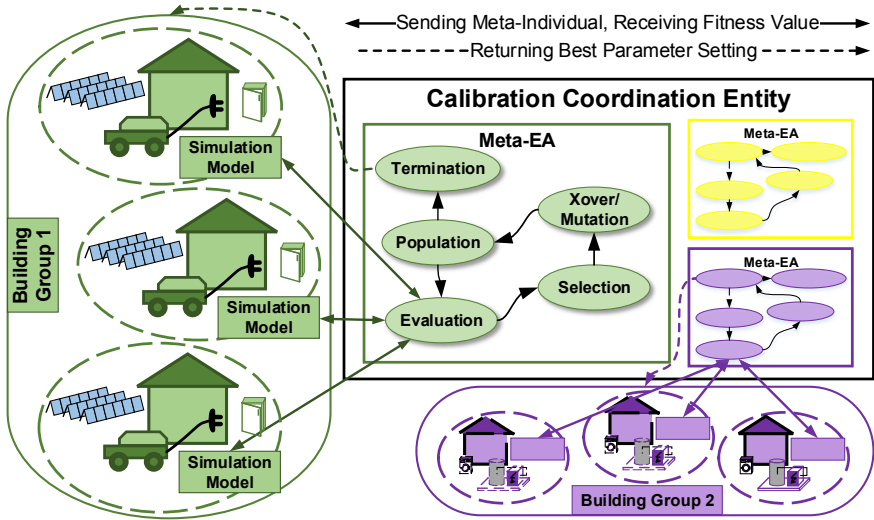 Sending Meta-Individual, Receiving Fitness Value
Returning Best Parameter Setting
Building
Group 1
Simulation
Model
Simulation
Model
Simulation
Model
Calibration Coordination Entity
Meta-EA
Termination
Population
Evaluation
Xover/
Mutation
Selection
Meta-EA
Meta-EA
Building Group 2